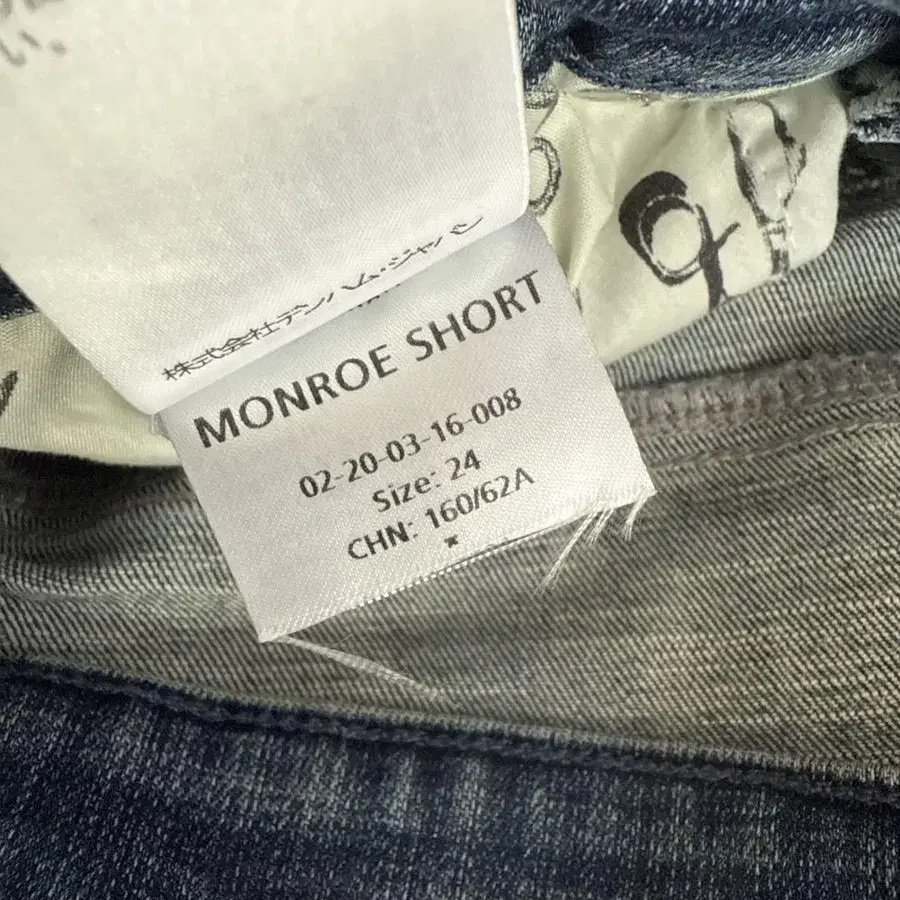 い。
株式会社デンハム・ジャパン
MONROE SHORT
02-20-03-16-008
Size: 24
CHN: 160/62A